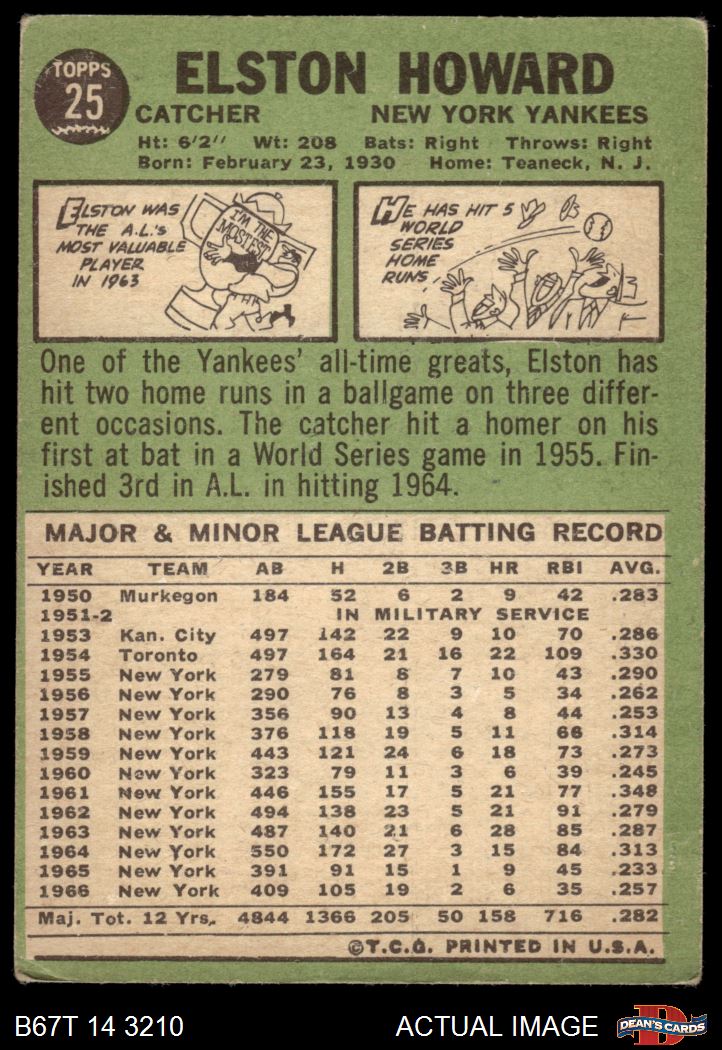 TOPPS
25
ELSTON HOWARD
CATCHER NEW YORK YANKEES
Ht: 6'2" Wt: 208 Bats: Right Throws: Right
Born: February 23, 1930 Home: Teaneck, N. J.
ELSTON WAS
THE A.L.'S
MOST VALUABLE
PLAYER
IN 1963
I'M THE
MOSTEST
HE HAS HIT 5
WORLD
SERIES
HOME
RUNS
One of the Yankees' all-time greats, Elston has
hit two home runs in a ballgame on three differ-
ent occasions. The catcher hit a homer on his
first at bat in a World Series game in 1955. Fin-
ished 3rd in A.L. in hitting 1964.
MAJOR & MINOR LEAGUE BATTING RECORD
YEAR TEAM AB H 2B 3B HR RBI AVG.
1950 Murkegon 184 52 6 2 9 42 .283
1951-2 IN MILITARY SERVICE
1953 Kan. City 497 142 22 9 10 70 .286
1954 Toronto 497 164 21 16 22 109 .330
1955 New York 279 81 8 7 10 43 .290
1956 New York 290 76 8 3 5 34 .262
1957 New York 356 90 13 4 8 44 .253
1958 New York 376 118 19 5 11 66 .314
1959 New York 443 121 24 6 18 73 .273
1960 New York 323 79 11 3 6 39 .245
1961 New York 446 155 17 5 21 77 .348
1962 New York 494 138 23 5 21 91 .279
1963 New York 487 140 21 6 28 85 .287
1964 New York 550 172 27 3 15 84 .313
1965 New York 391 91 15 1 9 45 .233
1966 New York 409 105 19 2 6 35 .257
Maj. Tot. 12 Yrs. 4844 1366 205 50 158 716 .282
©T.C.G. PRINTED IN U.S.A.
B67T 14 3210 ACTUAL IMAGE DEAN'S CARDS